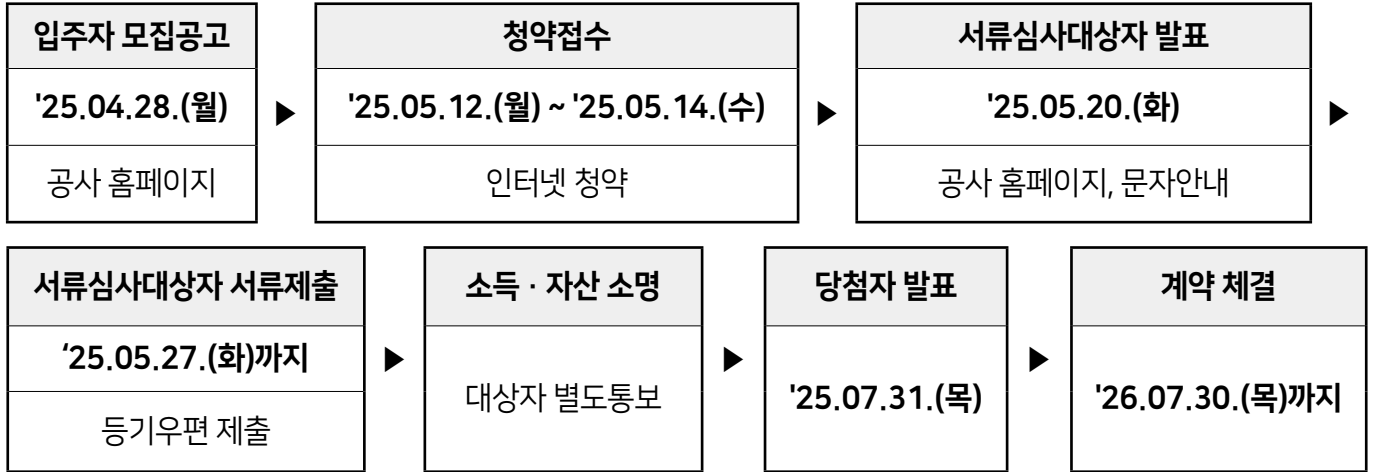 입주자 모집공고
'25.04.28.(월)
공사 홈페이지
▶
청약접수
'25.05.12.(월) ~ '25.05.14.(수)
인터넷 청약
▶
서류심사대상자 발표
'25.05.20.(화)
공사 홈페이지, 문자안내
▶
서류심사대상자 서류제출
‘25.05.27.(화)까지
등기우편 제출
▶
소득 · 자산 소명
대상자 별도통보
▶
당첨자 발표
'25.07.31.(목)
▶
계약 체결
'26.07.30.(목)까지